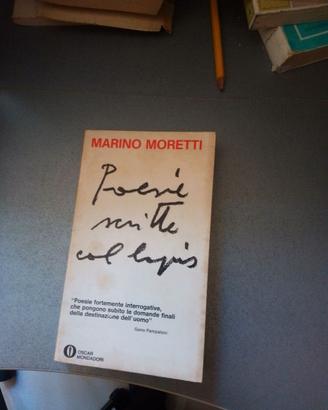 MARINO MORETTI
Poesie
scritte
col lapis
"Poesie fortemente interrogative,
che pongono subito le domande finali
della destinazione dell'uomo"
Geno Pampaloni
OSCAR
MONDADORI